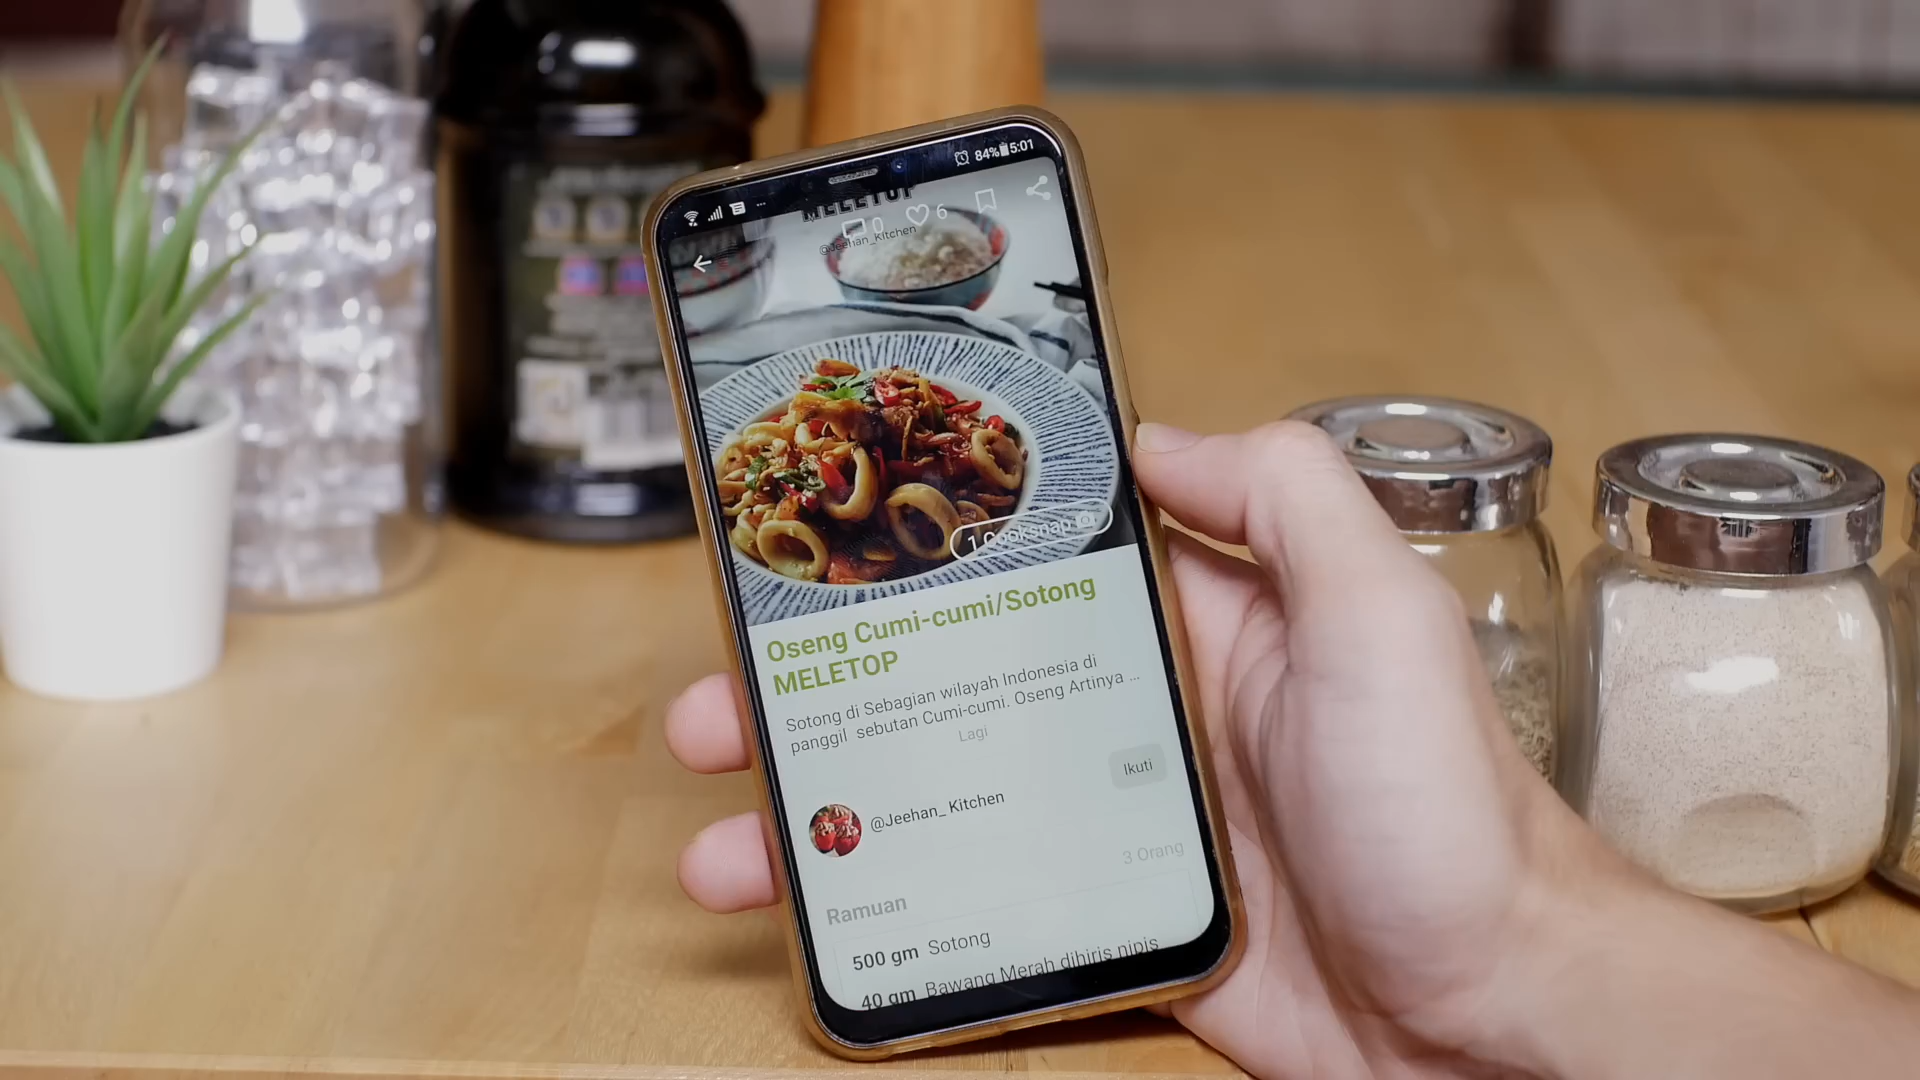 84% 5:01
MELETOP
0 6
@Jeehan_Kitchen
1 Cooksnap
Oseng Cumi-cumi/Sotong
MELETOP
Sotong di Sebagian wilayah Indonesia di
panggil sebutan Cumi-cumi. Oseng Artinya ...
Lagi
Ikuti
@Jeehan_ Kitchen
3 Orang
Ramuan
500 gm Sotong
40 gm Bawang Merah dihiris nipis